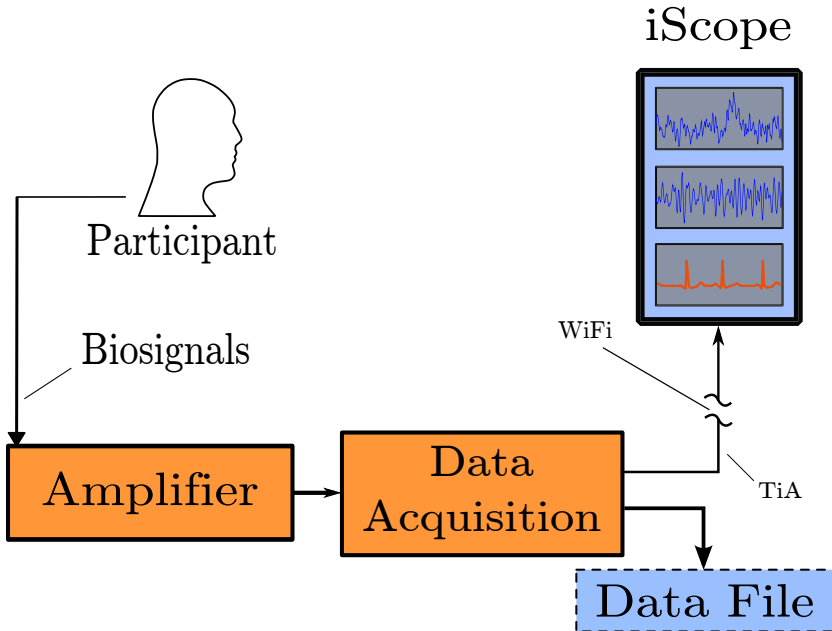 iScope
Participant
WiFi
Biosignals
Amplifier
Data
Acquisition
TiA
Data File